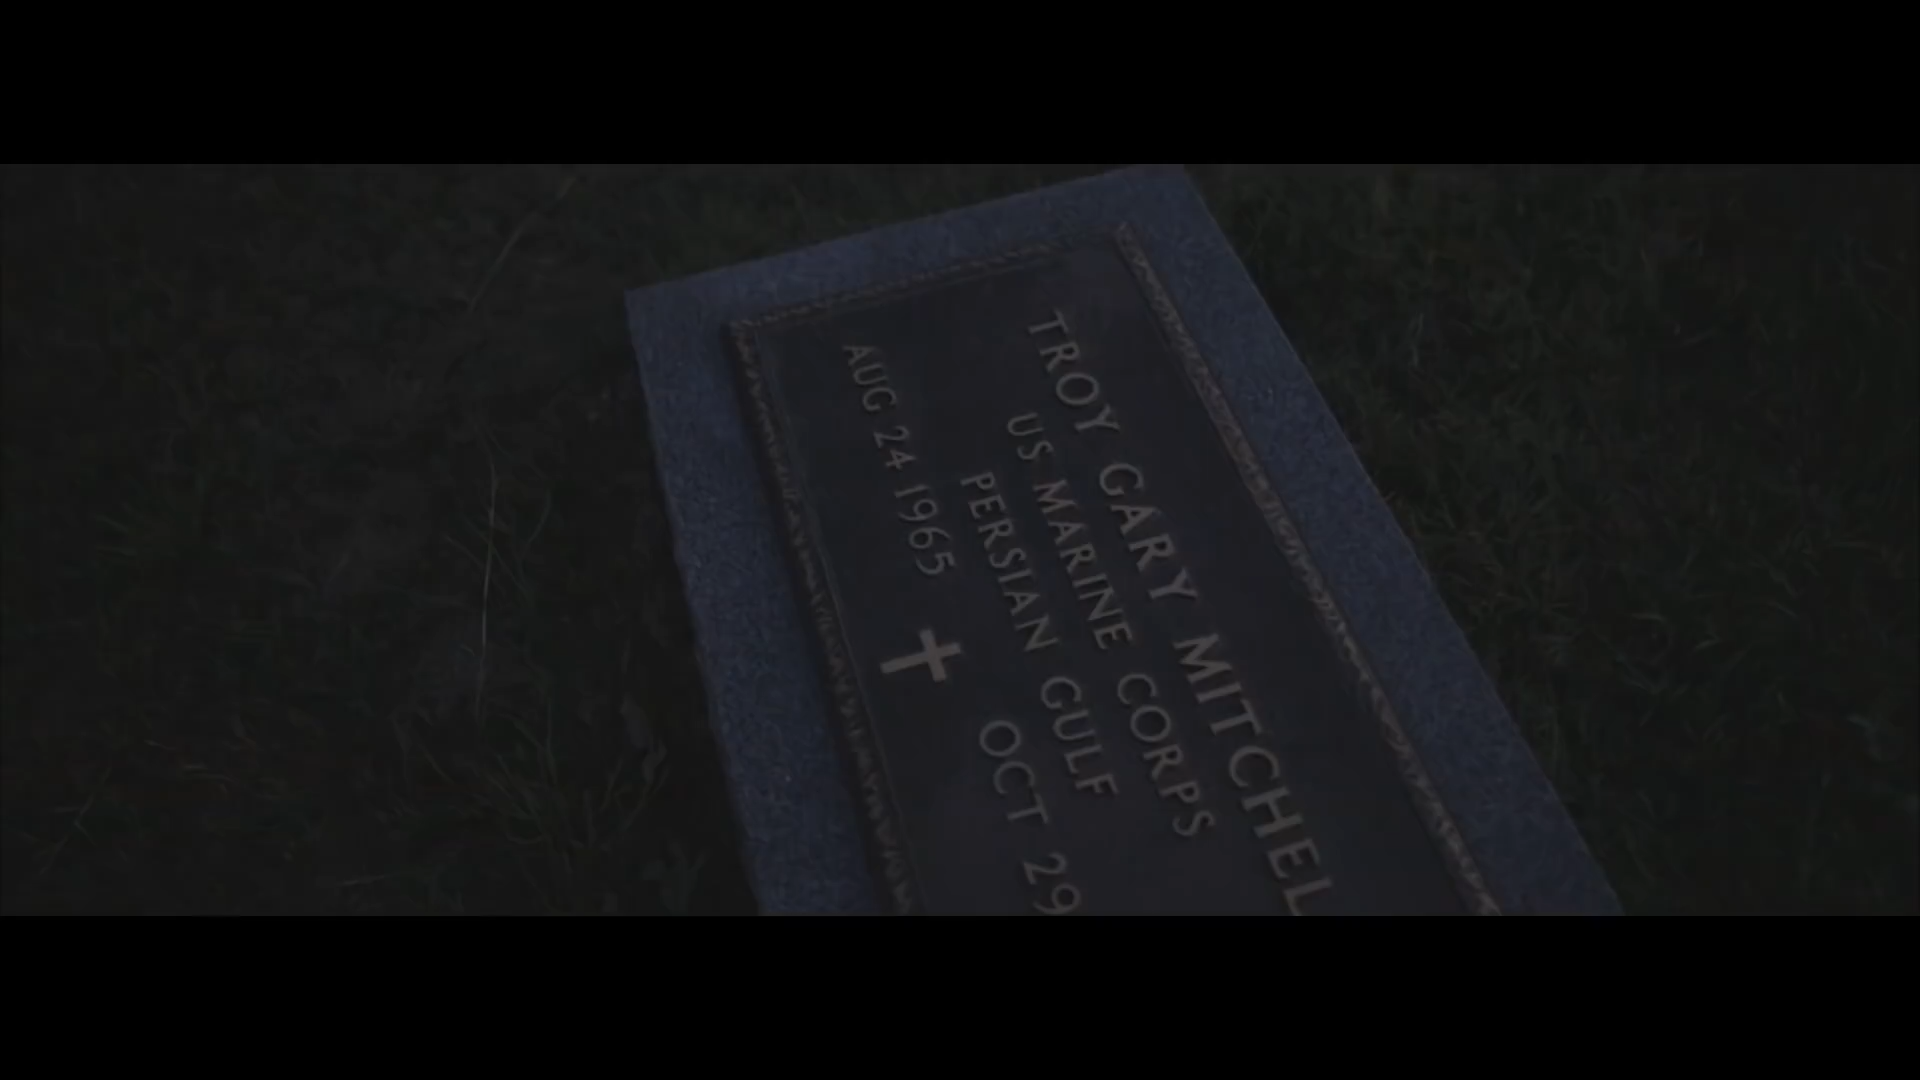 TROY GARY MITCHEL
US MARINE CORPS
PERSIAN GULF
AUG 24 1965 OCT 29